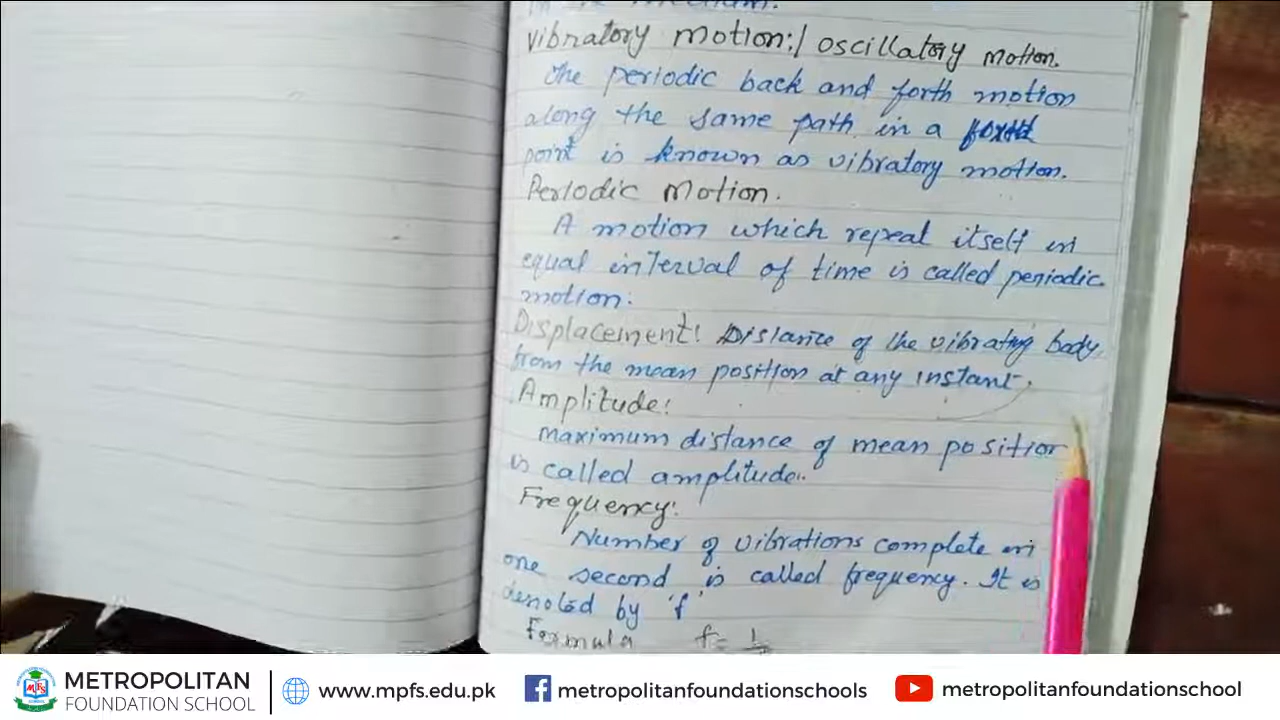 vibratory motion:/ oscillatory motion.
The periodic back and forth motion
along the same path in a
point is known as vibratory motion.
Periodic Motion.
A motion which repeat itself in
equal interval of time is called periodic
motion:
Displacement: Distance of the vibrating body
from the mean position at any instant.
Amplitude:
maximum distance of mean position
is called amplitude.
Frequency:
Number of vibrations complete in
one second is called frequency. It is
denoted by 'f'
Formula f = 1
METROPOLITAN
FOUNDATION SCHOOL
www.mpfs.edu.pk
metropolitanfoundationschools
metropolitanfoundationschool